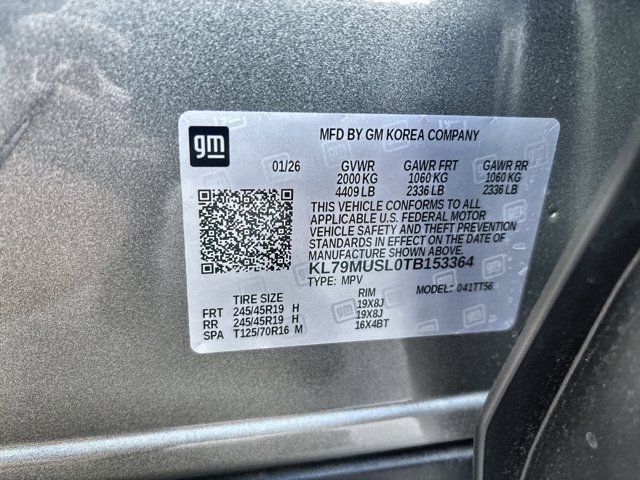 gm
MFD BY GM KOREA COMPANY
01/26 GVWR GAWR FRT GAWR RR
2000 KG 1060 KG 1060 KG
4409 LB 2336 LB 2336 LB
THIS VEHICLE CONFORMS TO ALL
APPLICABLE U.S. FEDERAL MOTOR
VEHICLE SAFETY AND THEFT PREVENTION
STANDARDS IN EFFECT ON THE DATE OF
MANUFACTURE SHOWN ABOVE.
KL79MUSL0TB153364
TYPE: MPV MODEL: 041TT56
TIRE SIZE RIM
FRT 245/45R19 H 19X8J
RR 245/45R19 H 19X8J
SPA T125/70R16 M 16X4BT